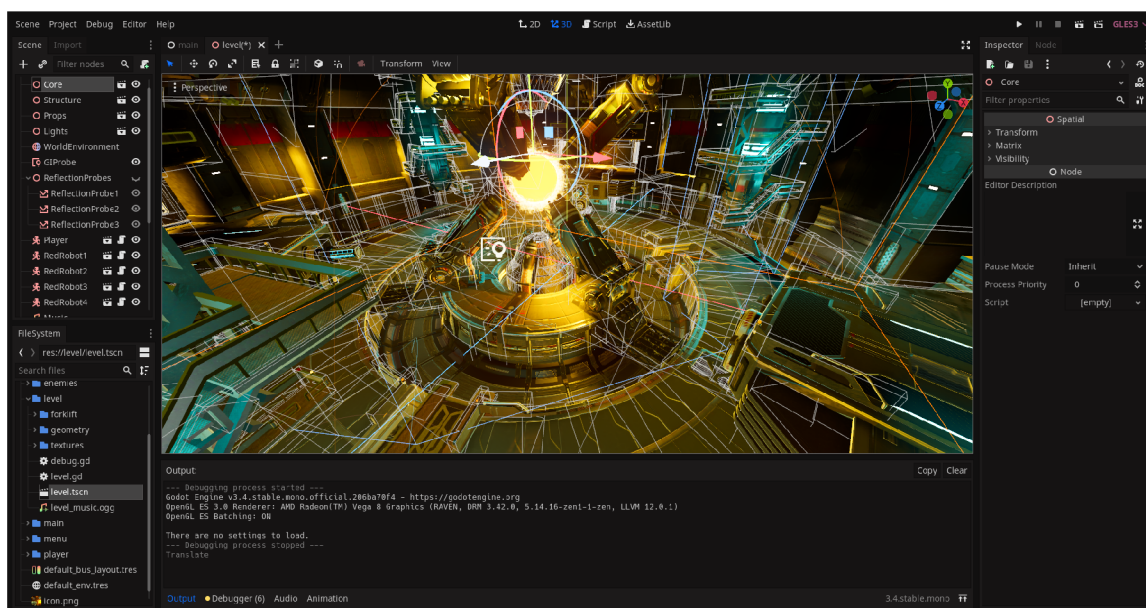 Scene Project Debug Editor Help
2D 3D Script AssetLib
GLES3
Scene Import
main level(*)
Inspector Node
Filter nodes
Transform View
Core
Structure
Props
Lights
WorldEnvironment
GIProbe
ReflectionProbes
ReflectionProbe1
ReflectionProbe2
ReflectionProbe3
Player
RedRobot1
RedRobot2
RedRobot3
RedRobot4
Music
Perspective
Y
X
Z
Core
DOC
Filter properties
Spatial
Transform
Matrix
Visibility
Node
Editor Description
Pause Mode Inherit
Process Priority 0
Script [empty]
FileSystem
res://level/level.tscn
Search files
enemies
level
forklift
geometry
textures
debug.gd
level.gd
level.tscn
level_music.ogg
main
menu
player
default_bus_layout.tres
default_env.tres
icon.png
Output: Copy Clear
--- Debugging process started ---
Godot Engine v3.4.stable.mono.official.206ba70f4 - https://godotengine.org
OpenGL ES 3.0 Renderer: AMD Radeon(TM) Vega 8 Graphics (RAVEN, DRM 3.42.0, 5.14.16-zen1-1-zen, LLVM 12.0.1)
OpenGL ES Batching: ON
There are no settings to load.
--- Debugging process stopped ---
Translate
Output Debugger (6) Audio Animation
3.4.stable.mono